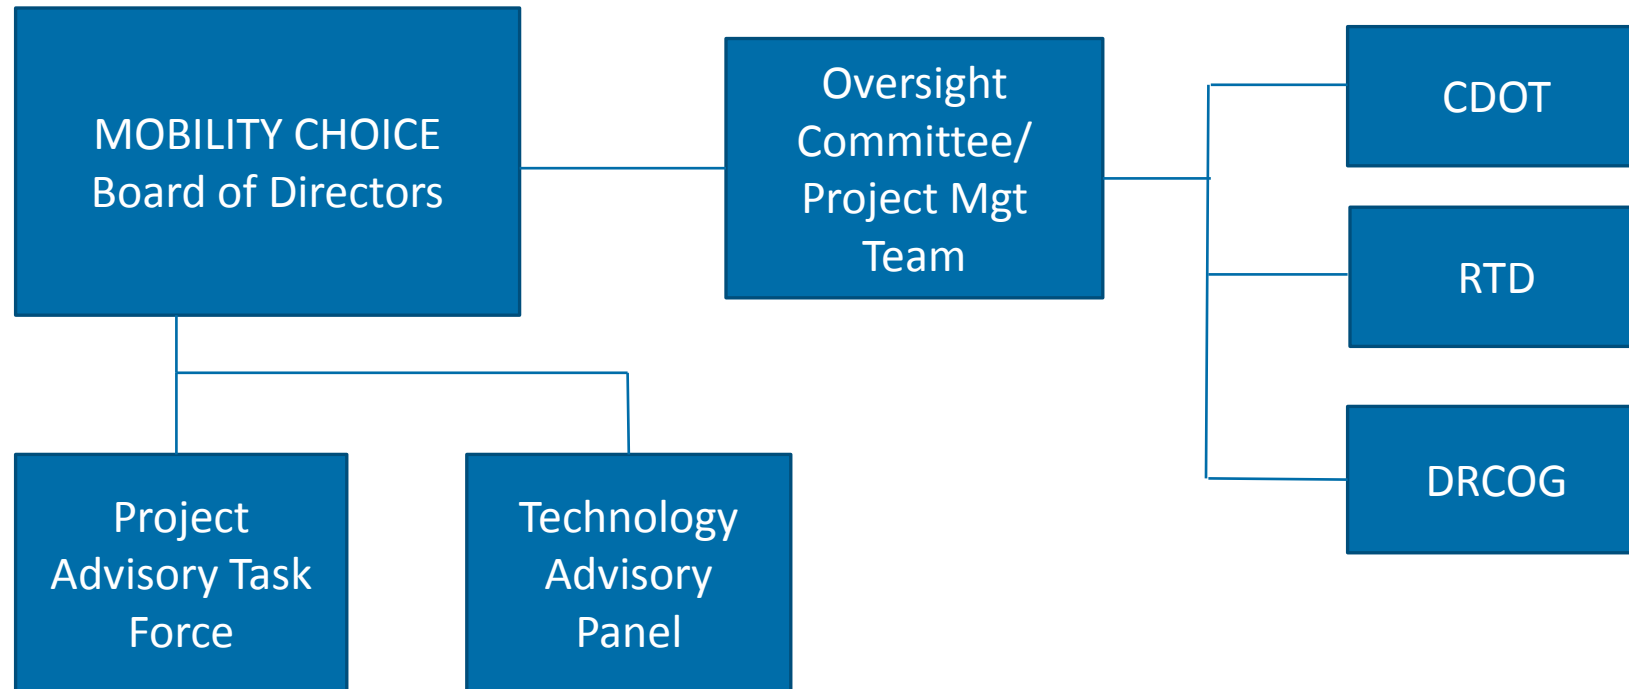 MOBILITY CHOICE
Board of Directors
Oversight
Committee/
Project Mgt
Team
CDOT
RTD
DRCOG
Project
Advisory Task
Force
Technology
Advisory
Panel